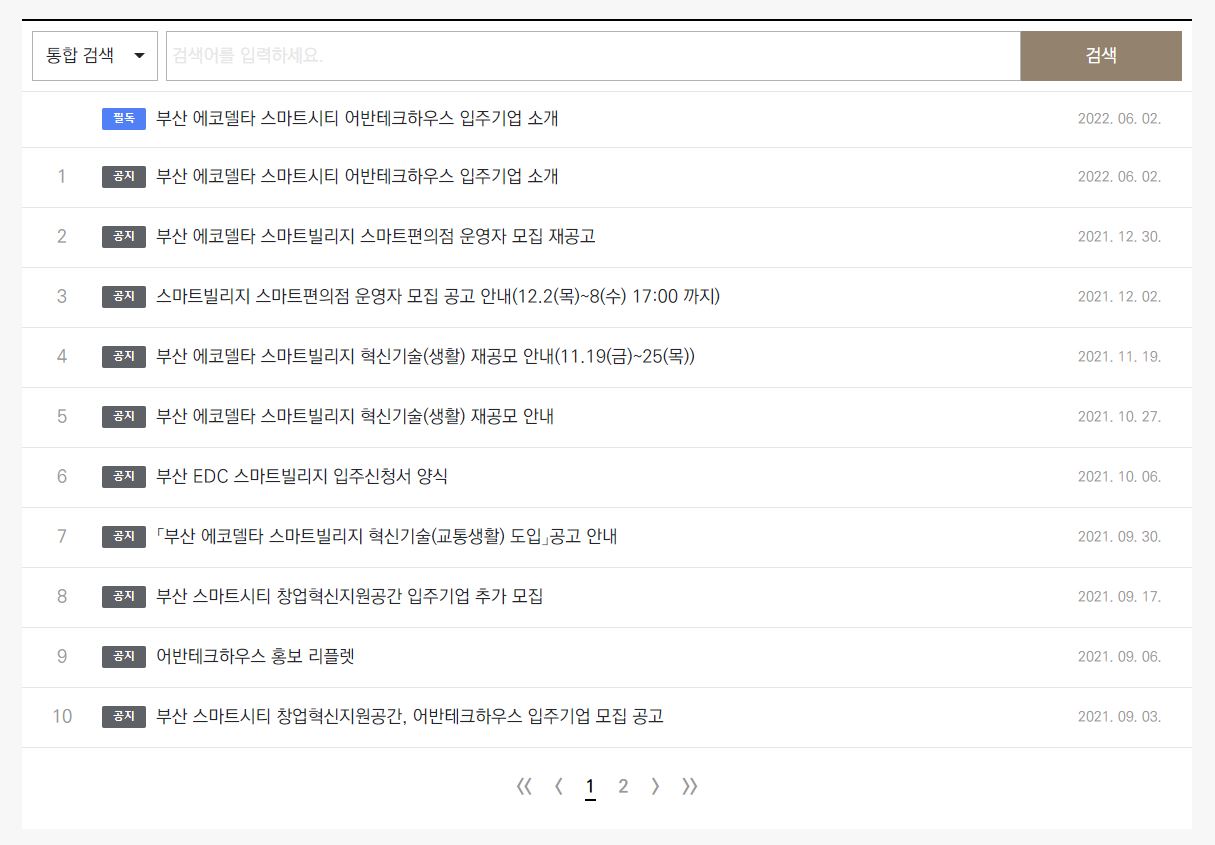 통합 검색 검색어를 입력하세요. 검색
필독 부산 에코델타 스마트시티 어반테크하우스 입주기업 소개 2022. 06. 02.
1 공지 부산 에코델타 스마트시티 어반테크하우스 입주기업 소개 2022. 06. 02.
2 공지 부산 에코델타 스마트빌리지 스마트편의점 운영자 모집 재공고 2021. 12. 30.
3 공지 스마트빌리지 스마트편의점 운영자 모집 공고 안내(12.2(목)~8(수) 17:00 까지) 2021. 12. 02.
4 공지 부산 에코델타 스마트빌리지 혁신기술(생활) 재공모 안내(11.19(금)~25(목)) 2021. 11. 19.
5 공지 부산 에코델타 스마트빌리지 혁신기술(생활) 재공모 안내 2021. 10. 27.
6 공지 부산 EDC 스마트빌리지 입주신청서 양식 2021. 10. 06.
7 공지 「부산 에코델타 스마트빌리지 혁신기술(교통생활) 도입」공고 안내 2021. 09. 30.
8 공지 부산 스마트시티 창업혁신지원공간 입주기업 추가 모집 2021. 09. 17.
9 공지 어반테크하우스 홍보 리플렛 2021. 09. 06.
10 공지 부산 스마트시티 창업혁신지원공간, 어반테크하우스 입주기업 모집 공고 2021. 09. 03.
1 2